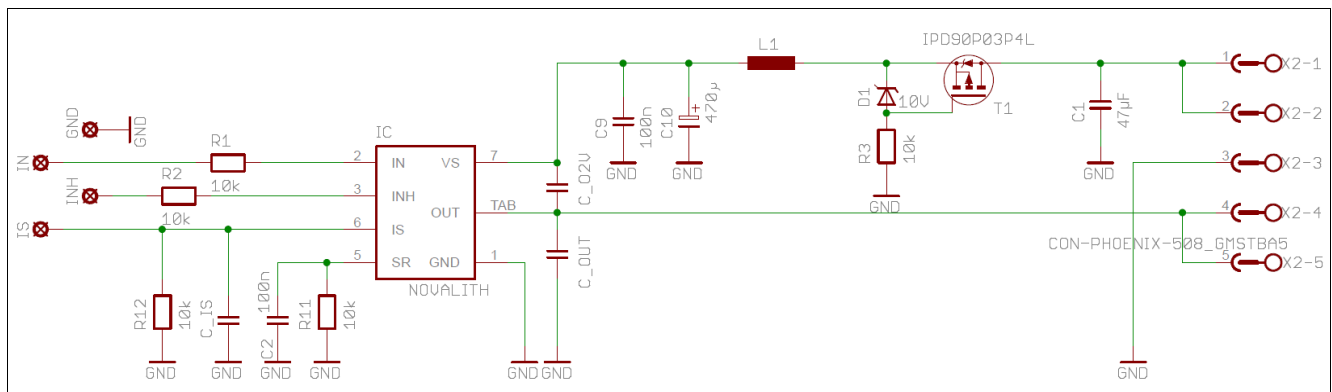 IPD90P03P4L
L1
1
X2-1
D1
10V
T1
C9
100n
C10
+
470µ
C1
47µF
2
X2-2
GND
GND
IC
R1
10k
IN
2
IN
VS
7
R3
10k
GND
GND
GND
3
X2-3
R2
10k
INH
3
INH
C_O2V
GND
OUT
TAB
4
X2-4
IS
6
IS
CON-PHOENIX-508_GMSTBA5
5
SR
GND
1
C_OUT
5
X2-5
NOVALITH
R12
10k
C_IS
C2
100n
R11
10k
GND
GND
GND
GND
GND
GND
GND